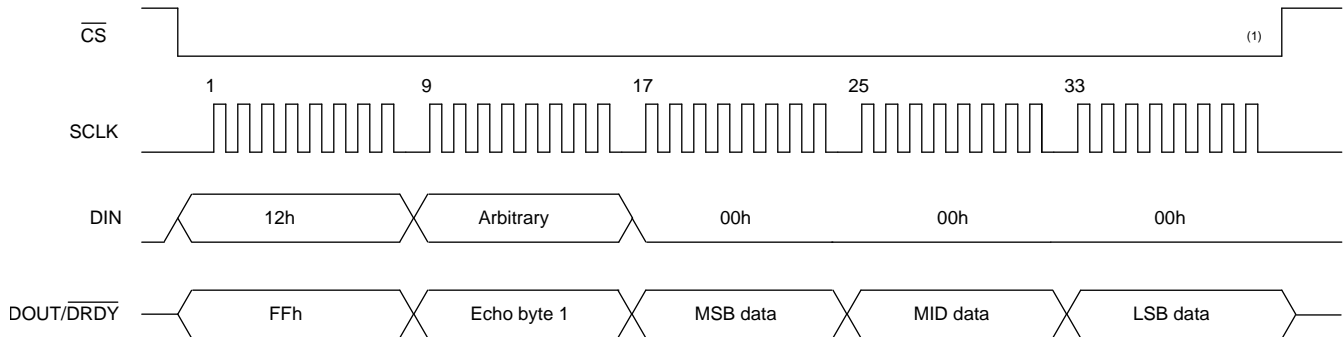 CS (1)
1 9 17 25 33
SCLK
DIN 12h Arbitrary 00h 00h 00h
DOUT/DRDY FFh Echo byte 1 MSB data MID data LSB data